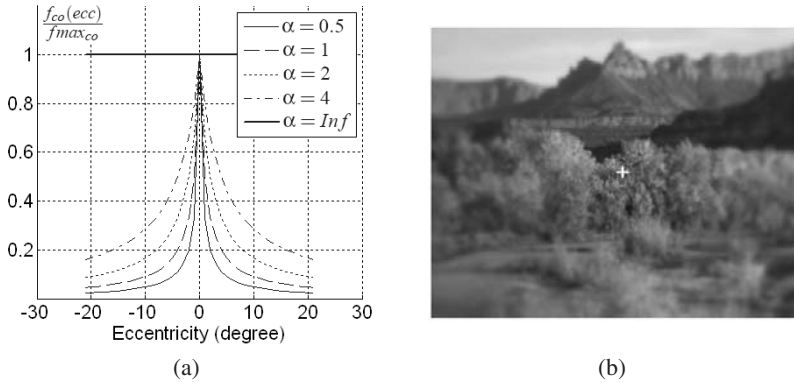 f_co(ecc)
fmax_co
1
0.8
0.6
0.4
0.2
α = 0.5
α = 1
α = 2
α = 4
α = Inf
-30 -20 -10 0 10 20 30
Eccentricity (degree)
(a) (b)